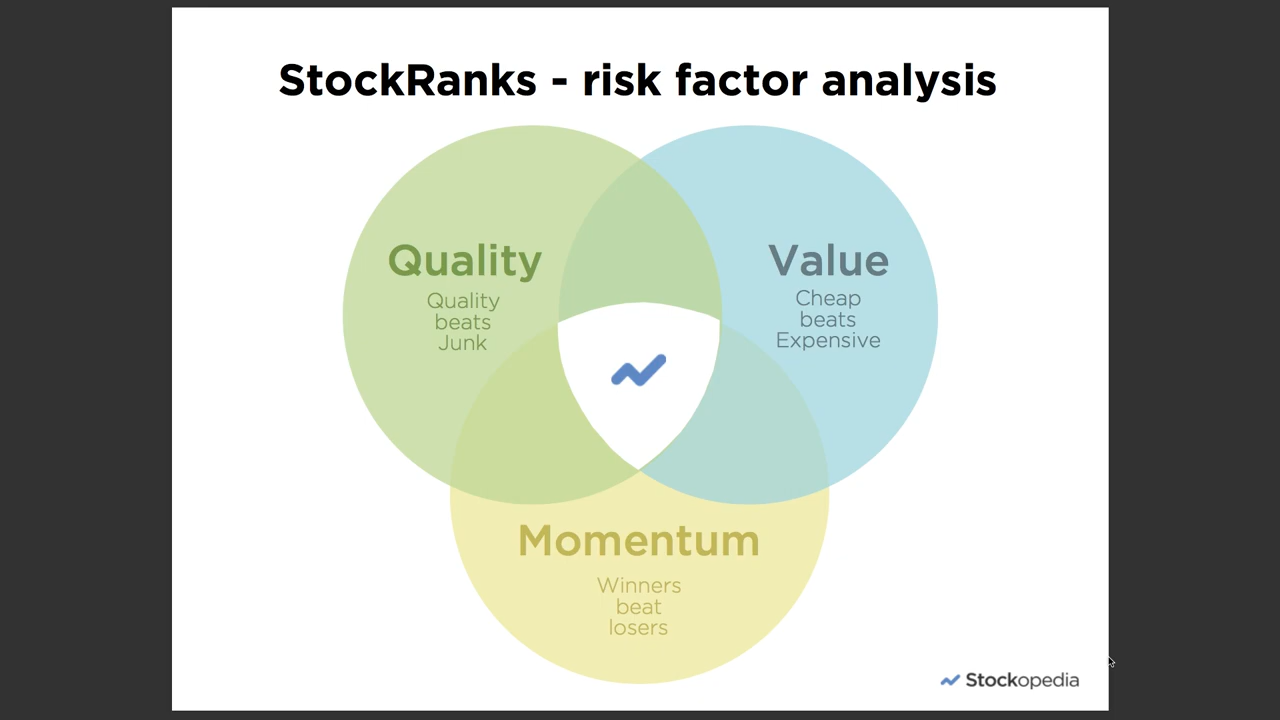 StockRanks - risk factor analysis
Quality
Quality
beats
Junk
Value
Cheap
beats
Expensive
Momentum
Winners
beat
losers
Stockopedia